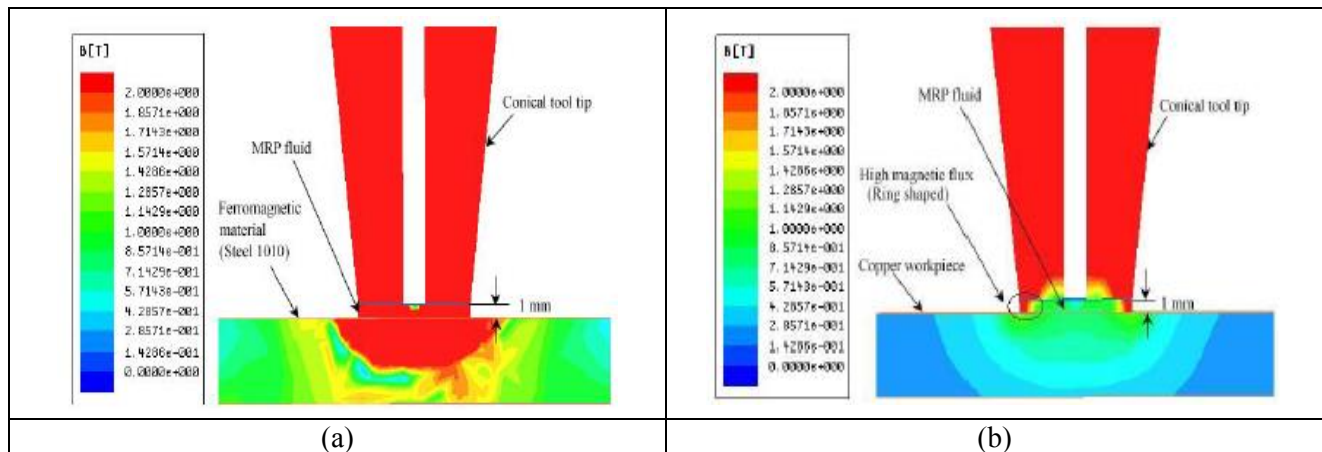 B[T]
2.0000e+000
1.8571e+000
1.7143e+000
1.5714e+000
1.4286e+000
1.2857e+000
1.1429e+000
1.0000e+000
8.5714e-001
7.1429e-001
5.7143e-001
4.2857e-001
2.8571e-001
1.4286e-001
0.0000e+000
Conical tool tip
MRP fluid
Ferromagnetic
material
(Steel 1010)
1 mm
(a)
B[T]
2.0000e+000
1.8571e+000
1.7143e+000
1.5714e+000
1.4286e+000
1.2857e+000
1.1429e+000
1.0000e+000
8.5714e-001
7.1429e-001
5.7143e-001
4.2857e-001
2.8571e-001
1.4286e-001
0.0000e+000
MRP fluid
Conical tool tip
High magnetic flux
(Ring shaped)
Copper workpiece
1 mm
(b)